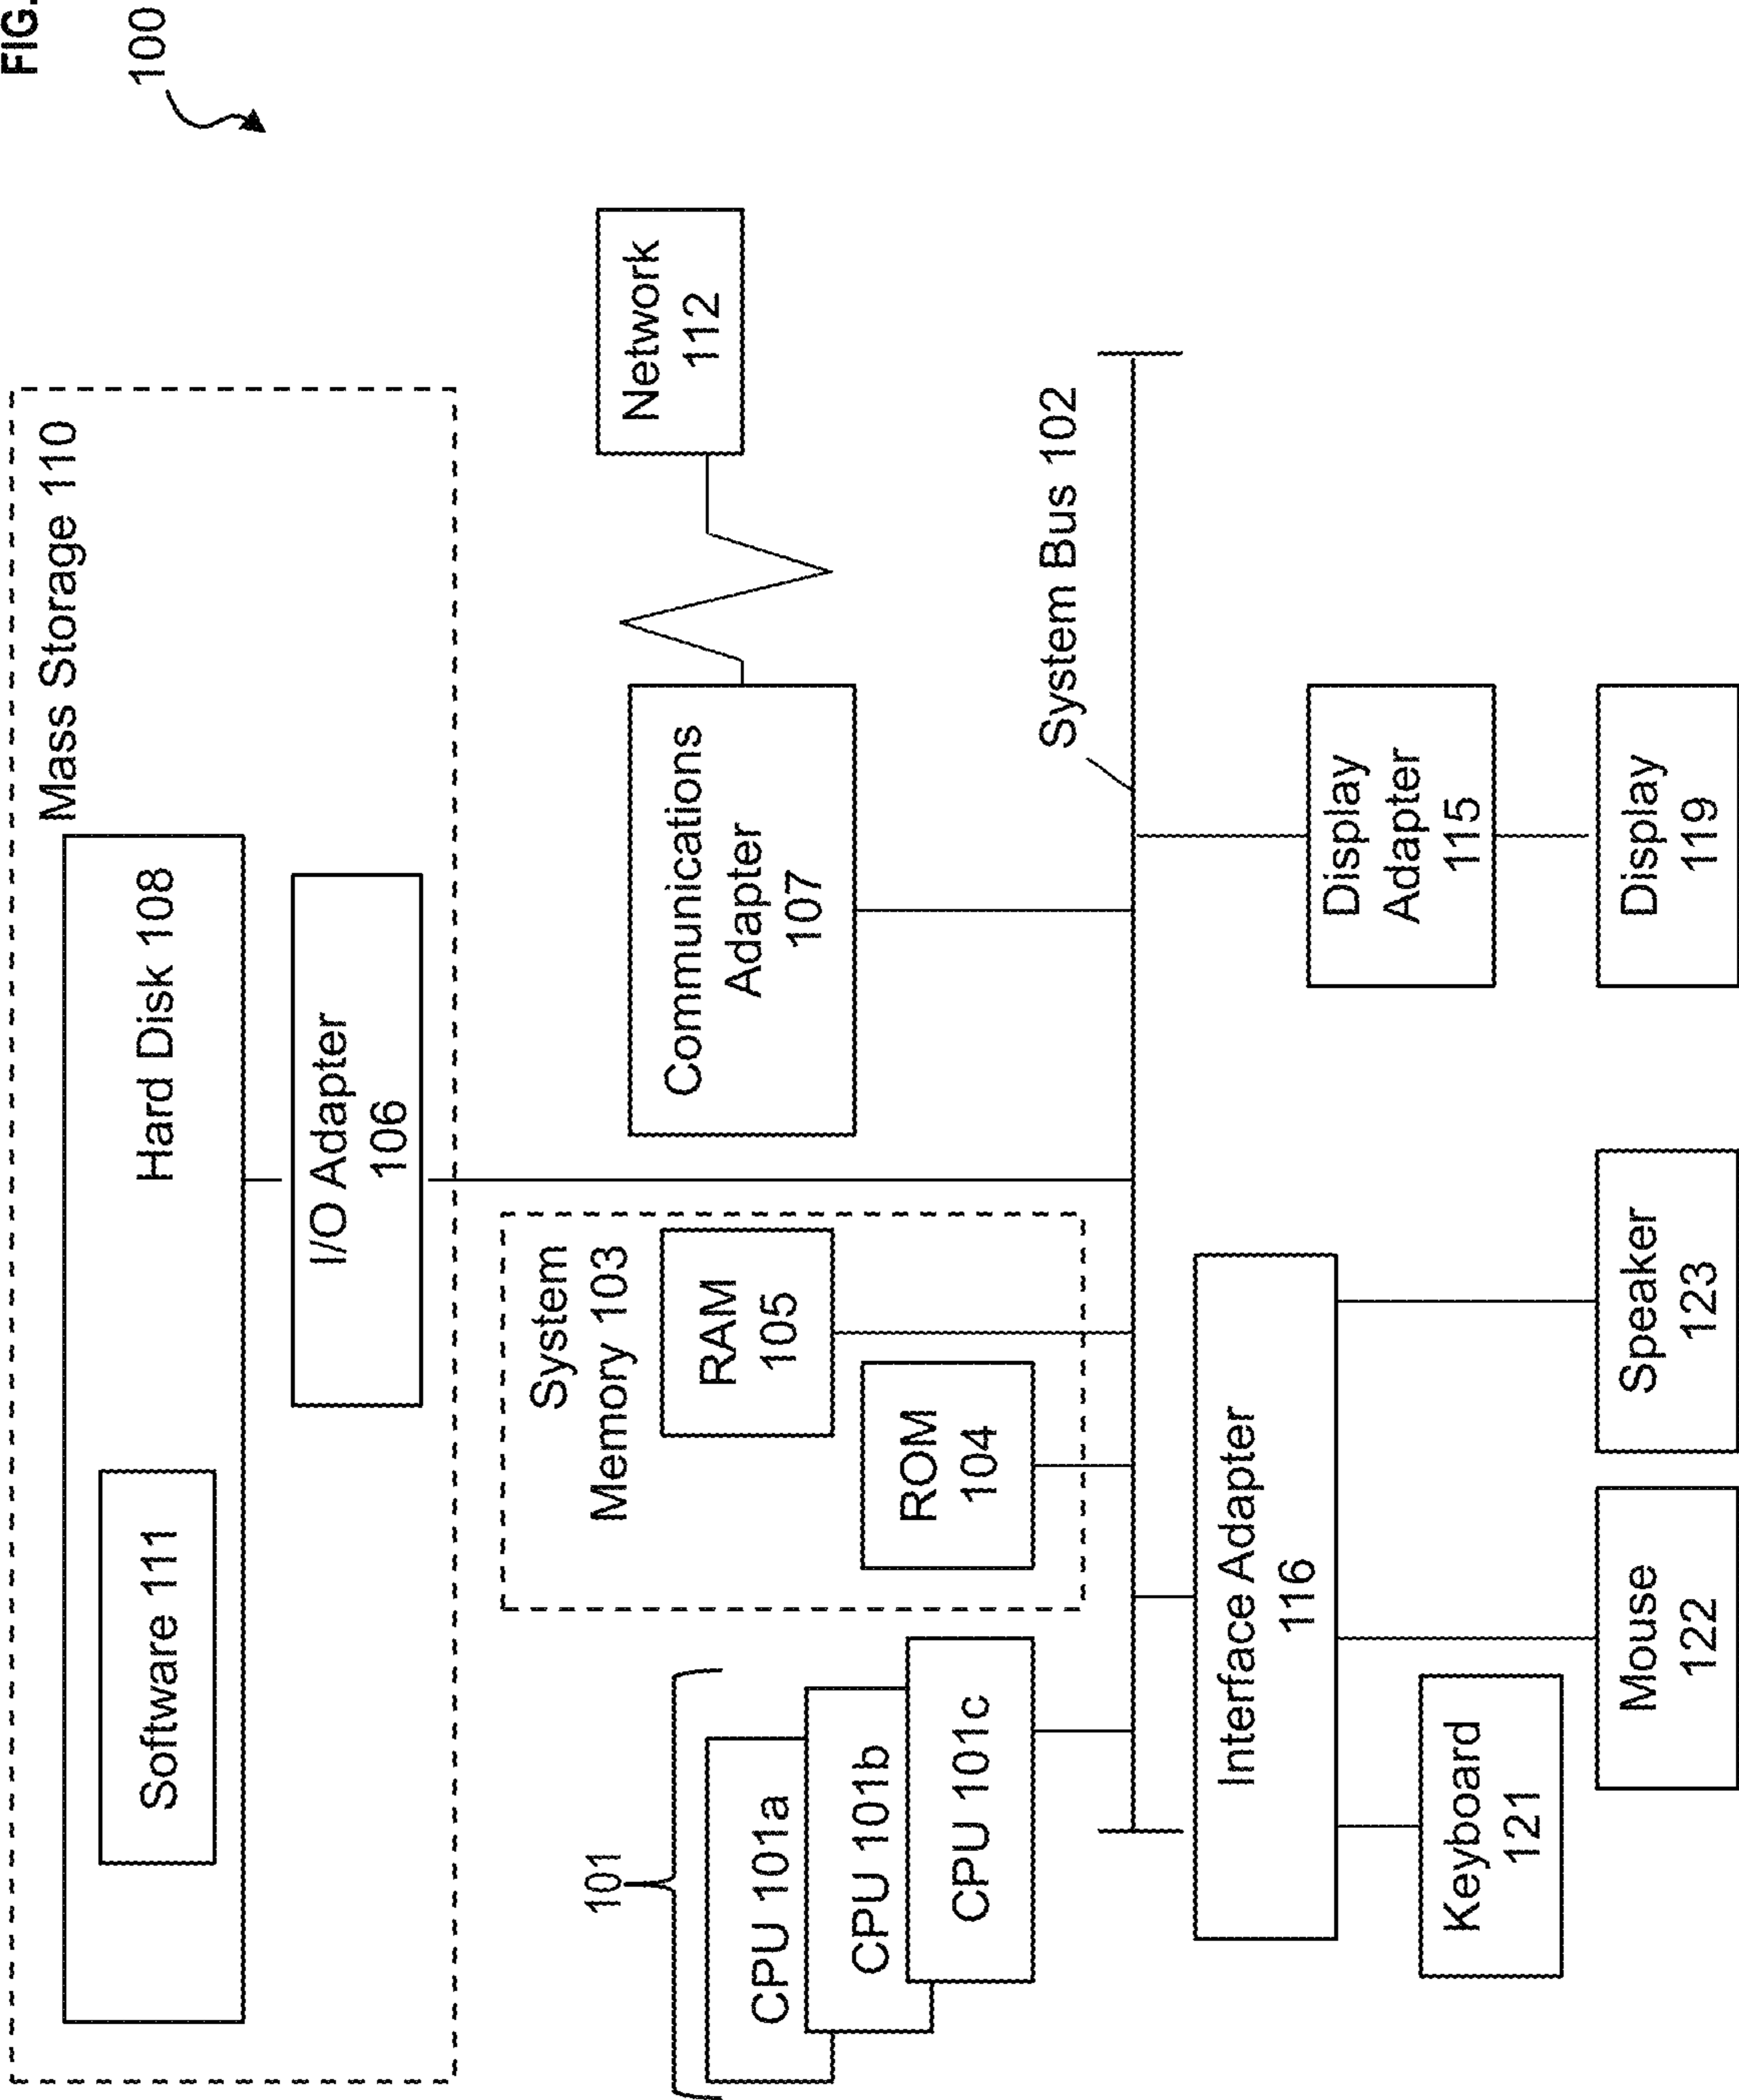 FIG.
100
Mass Storage 110
Hard Disk 108
Software 111
I/O Adapter
106
Network
112
Communications
Adapter
107
System
Memory 103
RAM
105
ROM
104
101
CPU 101a
CPU 101b
CPU 101c
System Bus 102
Interface Adapter
116
Display
Adapter
115
Keyboard
121
Mouse
122
Speaker
123
Display
119